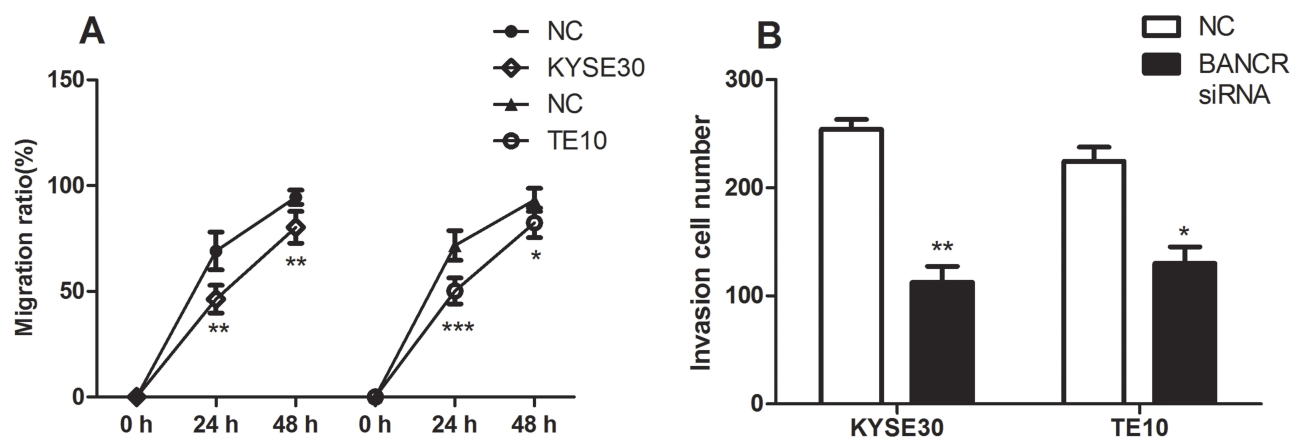 A
NC
KYSE30
NC
TE10
Migration ratio(%)
150
100
50
0
**
**
***
*
0 h 24 h 48 h 0 h 24 h 48 h
B
NC
BANCR
siRNA
Invasion cell number
300
200
100
0
**
*
KYSE30 TE10